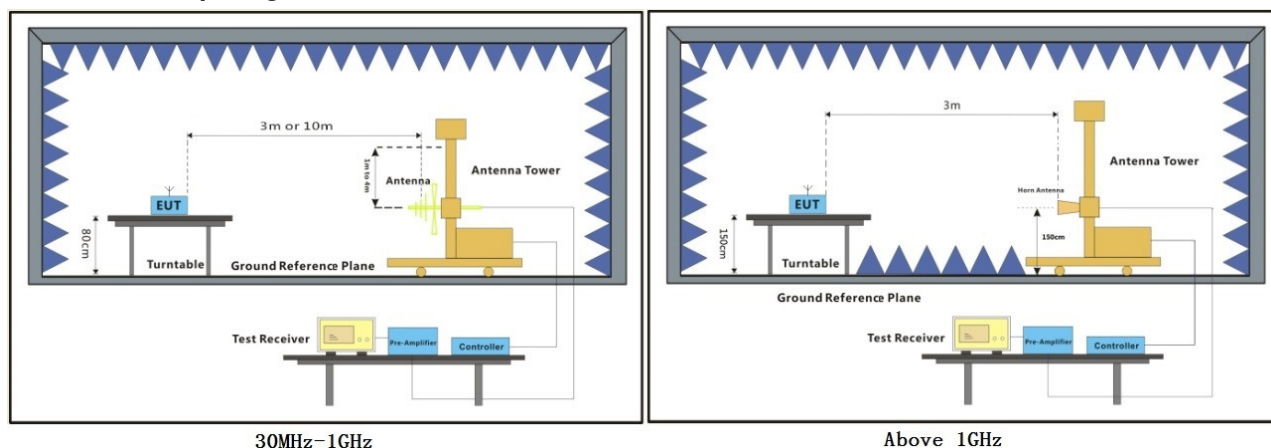 3m or 10m
1m to 4m
Antenna
Antenna Tower
EUT
80cm
Turntable
Ground Reference Plane
Test Receiver
Pre-Amplifier
Controller
30MHz-1GHz
3m
Antenna Tower
Horn Antenna
EUT
150cm
150cm
Turntable
Ground Reference Plane
Test Receiver
Pre-Amplifier
Controller
Above 1GHz